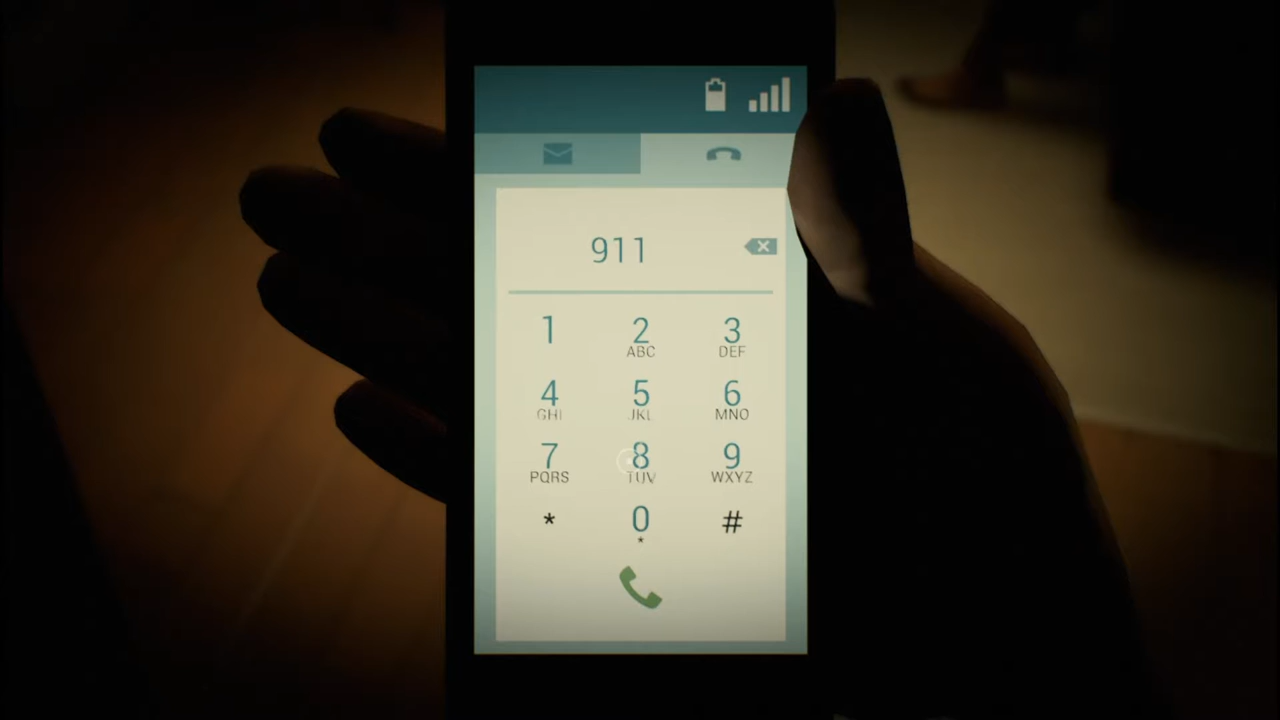 911
1 2 3
ABC DEF
4 5 6
GHI JKL MNO
7 8 9
PQRS TUV WXYZ
* 0 #
*